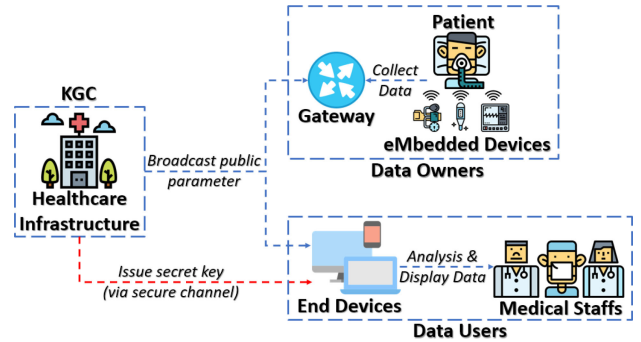 Patient
KGC
Collect
Data
Gateway
eMbedded Devices
Data Owners
Broadcast public
parameter
Healthcare
Infrastructure
Issue secret key
(via secure channel)
Analysis &
Display Data
End Devices
Medical Staffs
Data Users